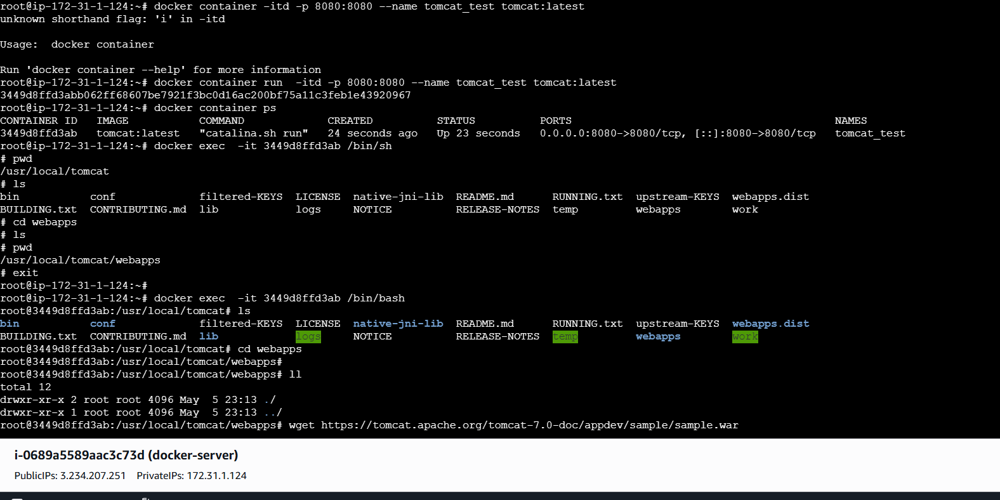 root@ip-172-31-1-124:~# docker container -itd -p 8080:8080 --name tomcat_test tomcat:latest
unknown shorthand flag: 'i' in -itd
Usage:  docker container
Run 'docker container --help' for more information
root@ip-172-31-1-124:~# docker container run  -itd -p 8080:8080 --name tomcat_test tomcat:latest
3449d8ffd3abb062ff68607be7921f3bc0d16ac200bf75a11c3feb1e43920967
root@ip-172-31-1-124:~# docker container ps
CONTAINER ID   IMAGE           COMMAND             CREATED          STATUS          PORTS                                         NAMES
3449d8ffd3ab   tomcat:latest   "catalina.sh run"   24 seconds ago   Up 23 seconds   0.0.0.0:8080->8080/tcp, [::]:8080->8080/tcp   tomcat_test
root@ip-172-31-1-124:~# docker exec  -it 3449d8ffd3ab /bin/sh
# pwd
/usr/local/tomcat
# ls
bin           conf             filtered-KEYS  LICENSE  native-jni-lib  README.md      RUNNING.txt  upstream-KEYS  webapps.dist
BUILDING.txt  CONTRIBUTING.md  lib            logs     NOTICE          RELEASE-NOTES  temp         webapps        work
# cd webapps
# ls
# pwd
/usr/local/tomcat/webapps
# exit
root@ip-172-31-1-124:~#
root@ip-172-31-1-124:~# docker exec  -it 3449d8ffd3ab /bin/bash
root@3449d8ffd3ab:/usr/local/tomcat# ls
bin           conf             filtered-KEYS  LICENSE  native-jni-lib  README.md      RUNNING.txt  upstream-KEYS  webapps.dist
BUILDING.txt  CONTRIBUTING.md  lib            logs     NOTICE          RELEASE-NOTES  temp         webapps        work
root@3449d8ffd3ab:/usr/local/tomcat# cd webapps
root@3449d8ffd3ab:/usr/local/tomcat/webapps#
root@3449d8ffd3ab:/usr/local/tomcat/webapps# ll
total 12
drwxr-xr-x 2 root root 4096 May  5 23:13 ./
drwxr-xr-x 1 root root 4096 May  5 23:13 ../
root@3449d8ffd3ab:/usr/local/tomcat/webapps# wget https://tomcat.apache.org/tomcat-7.0-doc/appdev/sample/sample.war
i-0689a5589aac3c73d (docker-server)
PublicIPs: 3.234.207.251    PrivateIPs: 172.31.1.124